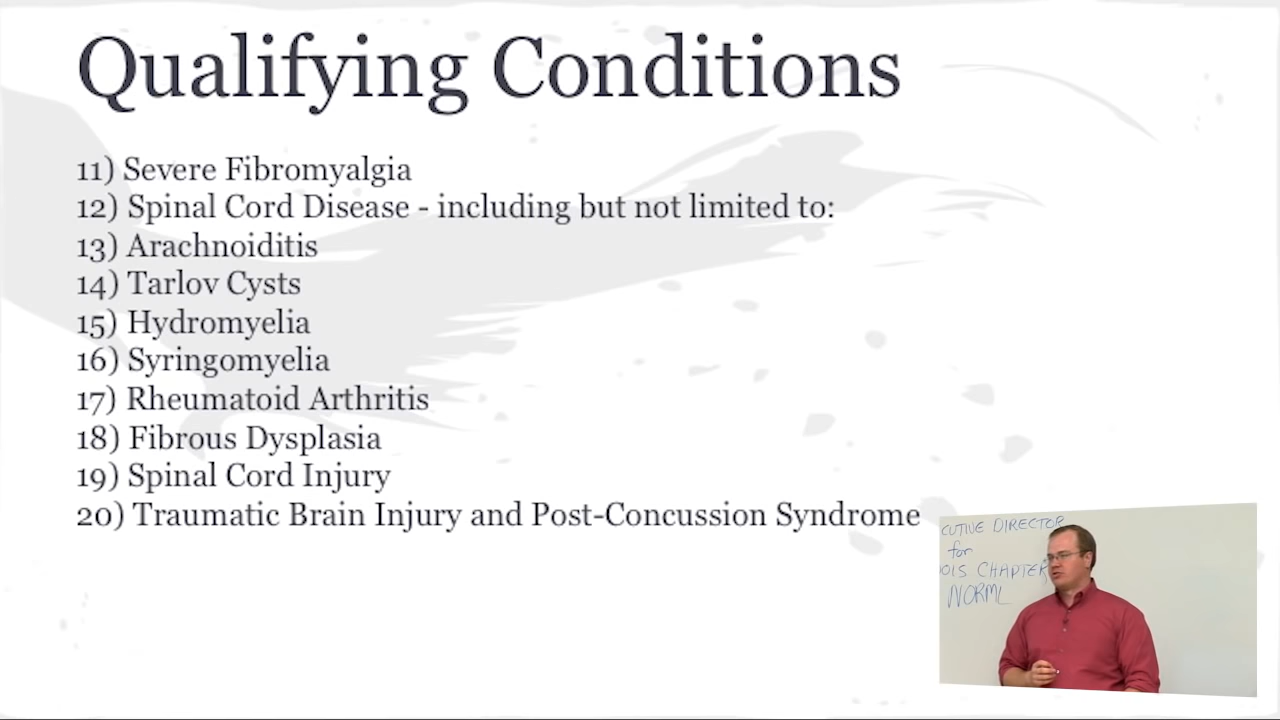 Qualifying Conditions
11) Severe Fibromyalgia
12) Spinal Cord Disease - including but not limited to:
13) Arachnoiditis
14) Tarlov Cysts
15) Hydromyelia
16) Syringomyelia
17) Rheumatoid Arthritis
18) Fibrous Dysplasia
19) Spinal Cord Injury
20) Traumatic Brain Injury and Post-Concussion Syndrome
CUTIVE DIRECTOR
for
OIS CHAPTER
NORML